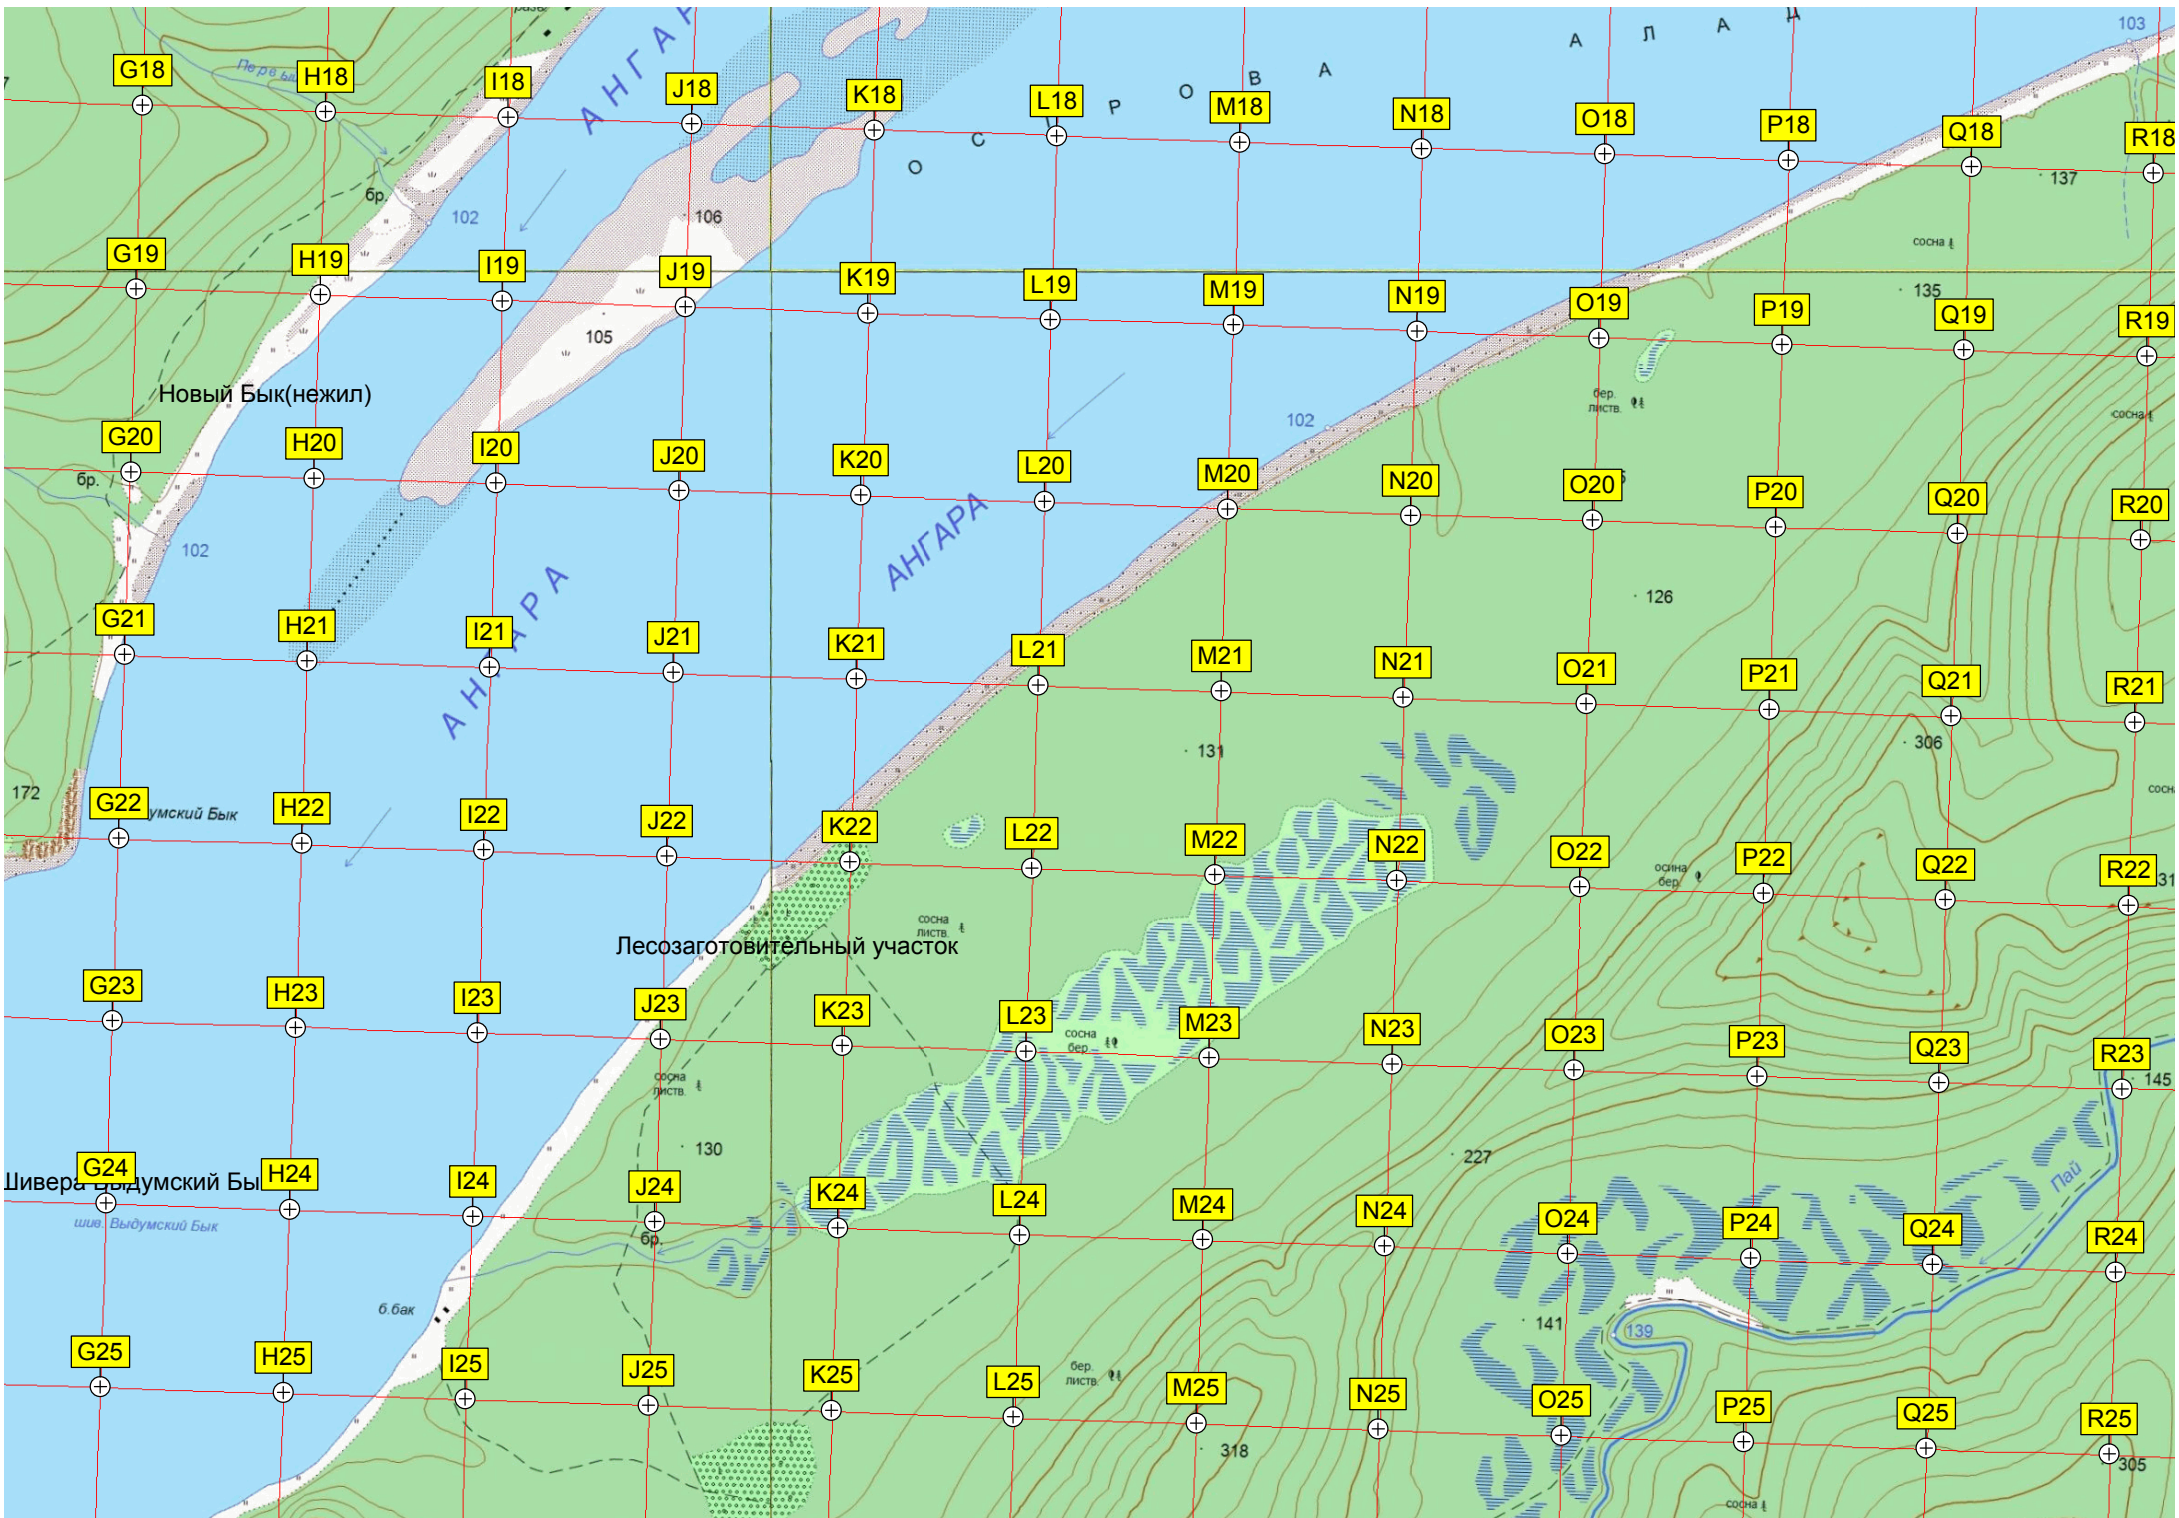 103
G18 H18 I18 J18 K18 L18 M18 N18 O18 P18 Q18 R18
АНГАР
О С Т Р О В А
А Л А Д
бр.
102
106
137
сосна
G19 H19 I19 J19 K19 L19 M19 N19 O19 P19 Q19 R19
135
105
Новый Бык(нежил)
бер.
листв.
сосна
102
G20 H20 I20 J20 K20 L20 M20 N20 O20 P20 Q20 R20
бр.
102
АНГАРА
126
G21 H21 I21 J21 K21 L21 M21 N21 O21 P21 Q21 R21
131
306
172
G22 H22 I22 J22 K22 L22 M22 N22 O22 P22 Q22 R22
умский Бык
осина
бер.
31
сосна
листв.
Лесозаготовительный участок
G23 H23 I23 J23 K23 L23 M23 N23 O23 P23 Q23 R23
сосна
бер.
145
сосна
листв.
130
227
Пай
G24 H24 I24 J24 K24 L24 M24 N24 O24 P24 Q24 R24
Шивера Выдумский Бык
шив. Выдумский Бык
бр.
б.бак
141
139
G25 H25 I25 J25 K25 L25 M25 N25 O25 P25 Q25 R25
бер.
листв.
318
305
сосна